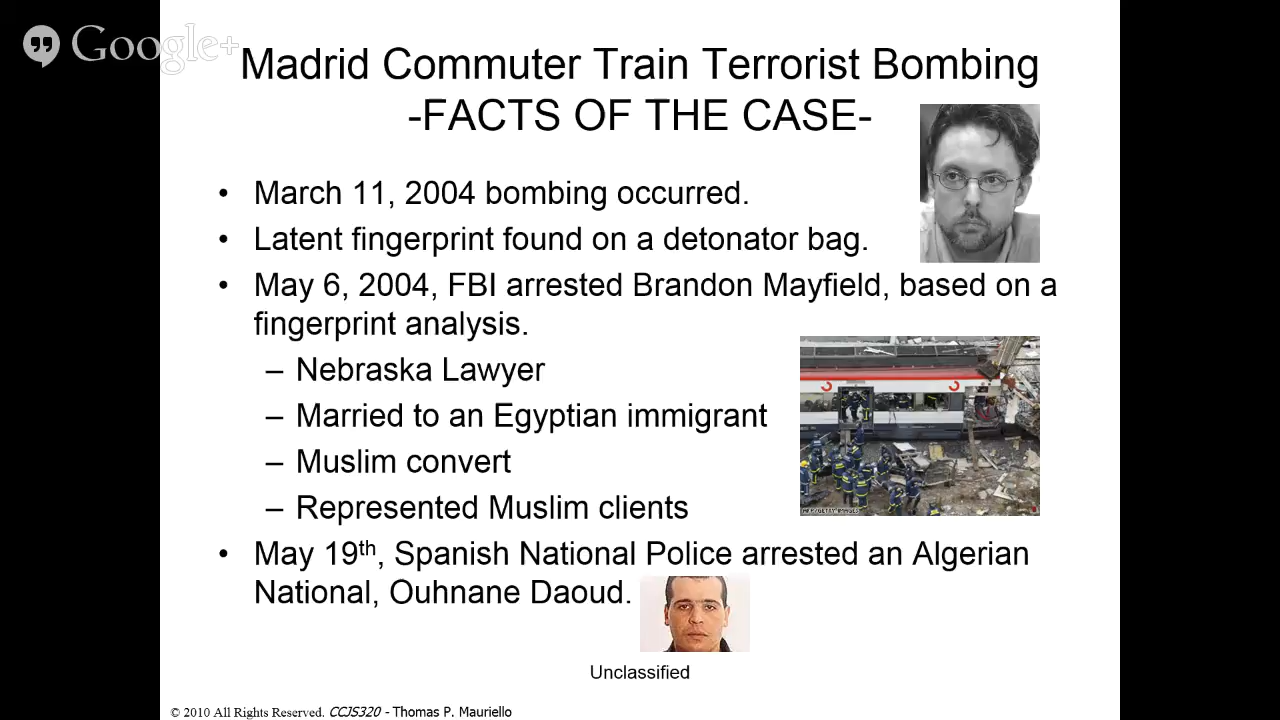 Google+
Madrid Commuter Train Terrorist Bombing
-FACTS OF THE CASE-
• March 11, 2004 bombing occurred.
• Latent fingerprint found on a detonator bag.
• May 6, 2004, FBI arrested Brandon Mayfield, based on a
fingerprint analysis.
– Nebraska Lawyer
– Married to an Egyptian immigrant
– Muslim convert
– Represented Muslim clients
• May 19th, Spanish National Police arrested an Algerian
National, Ouhnane Daoud.
Unclassified
© 2010 All Rights Reserved. CCJS320 - Thomas P. Mauriello